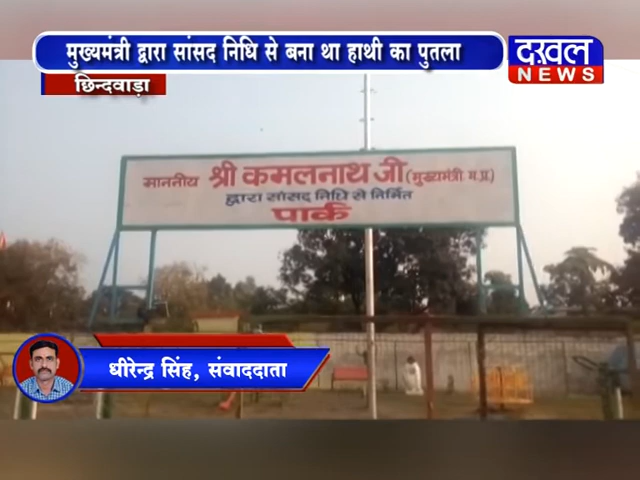 मुख्यमंत्री द्वारा सांसद निधि से बना था हाथी का पुतला
दखल
NEWS
छिन्दवाड़ा
माननीय श्री कमलनाथ जी (मुख्यमंत्री म.प्र.)
द्वारा सांसद निधि से निर्मित
पार्क
धीरेन्द्र सिंह, संवाददाता